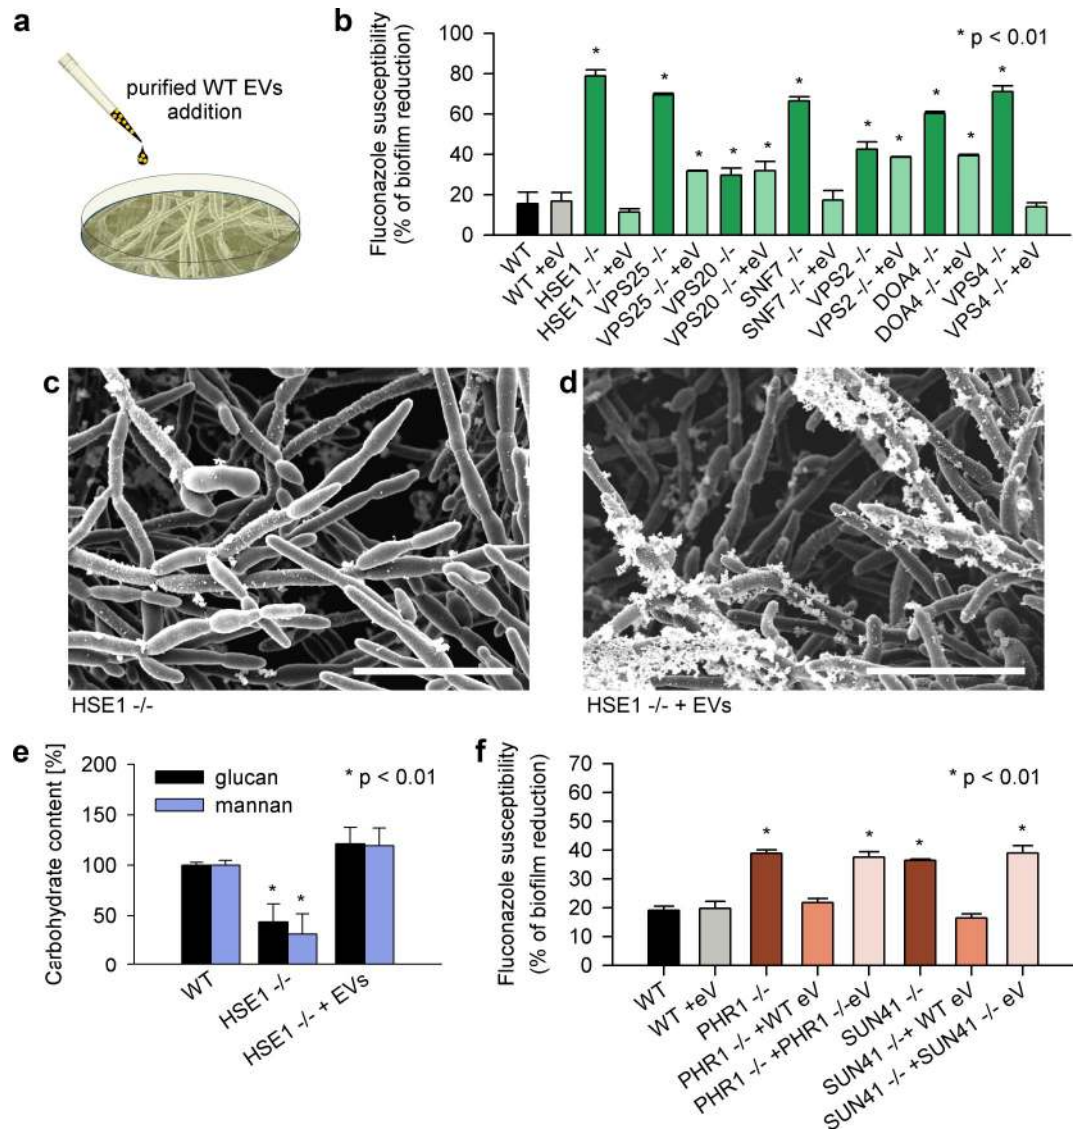 a
purified WT EVs
addition
b
Fluconazole susceptibility
(% of biofilm reduction)
100
80
60
40
20
0
* p < 0.01
*
*
*
*
*
*
*
*
*
*
*
WT
WT +eV
HSE1 -/-
HSE1 -/- +eV
VPS25 -/-
VPS25 -/- +eV
VPS20 -/-
VPS20 -/- +eV
SNF7 -/-
SNF7 -/- +eV
VPS2 -/-
VPS2 -/- +eV
DOA4 -/-
DOA4 -/- +eV
VPS4 -/-
VPS4 -/- +eV
c
HSE1 -/-
d
HSE1 -/- + EVs
e
Carbohydrate content [%]
200
150
100
50
0
glucan
mannan
* p < 0.01
*
*
WT
HSE1 -/-
HSE1 -/- + EVs
f
Fluconazole susceptibility
(% of biofilm reduction)
70
60
50
40
30
20
10
0
* p < 0.01
*
*
*
*
WT
WT +eV
PHR1 -/-
PHR1 -/- +WT eV
PHR1 -/- +PHR1 -/-eV
SUN41 -/-
SUN41 -/-+ WT eV
SUN41 -/- +SUN41 -/- eV